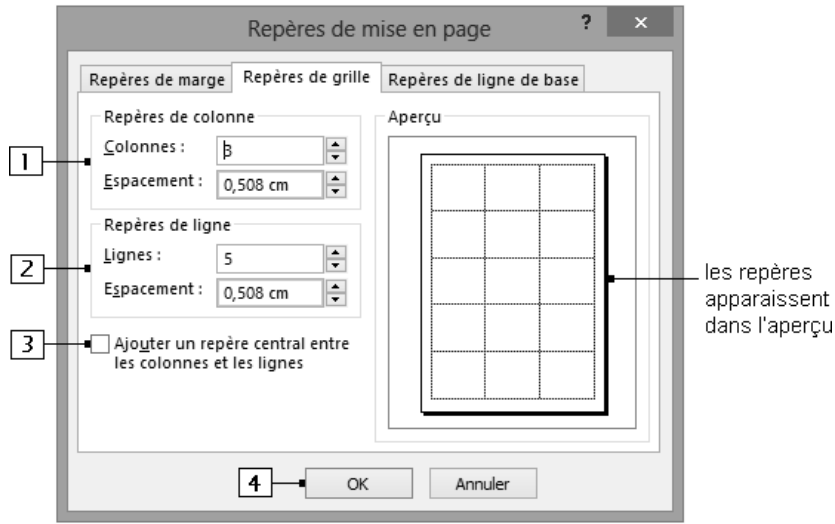 Repères de mise en page
?
×
Repères de marge
Repères de grille
Repères de ligne de base
Repères de colonne
Colonnes :
3
Espacement :
0,508 cm
Repères de ligne
Lignes :
5
Espacement :
0,508 cm
Ajouter un repère central entre
les colonnes et les lignes
Aperçu
1
2
3
les repères
apparaissent
dans l'aperçu
4
OK
Annuler